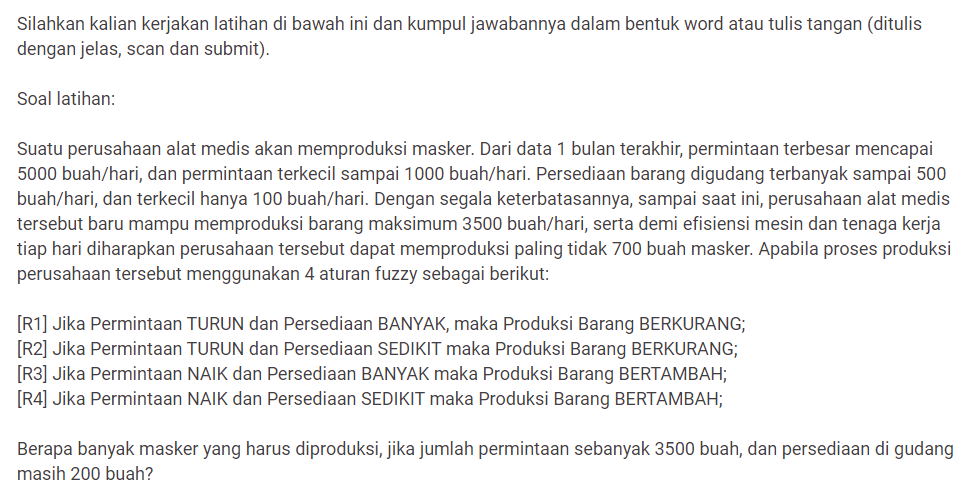 Silahkan kalian kerjakan latihan di bawah ini dan kumpul jawabannya dalam bentuk word atau tulis tangan (ditulis
dengan jelas, scan dan submit).
Soal latihan:
Suatu perusahaan alat medis akan memproduksi masker. Dari data 1 bulan terakhir, permintaan terbesar mencapai
5000 buah/hari, dan permintaan terkecil sampai 1000 buah/hari. Persediaan barang digudang terbanyak sampai 500
buah/hari, dan terkecil hanya 100 buah/hari. Dengan segala keterbatasannya, sampai saat ini, perusahaan alat medis
tersebut baru mampu memproduksi barang maksimum 3500 buah/hari, serta demi efisiensi mesin dan tenaga kerja
tiap hari diharapkan perusahaan tersebut dapat memproduksi paling tidak 700 buah masker. Apabila proses produksi
perusahaan tersebut menggunakan 4 aturan fuzzy sebagai berikut:
[R1] Jika Permintaan TURUN dan Persediaan BANYAK, maka Produksi Barang BERKURANG;
[R2] Jika Permintaan TURUN dan Persediaan SEDIKIT maka Produksi Barang BERKURANG;
[R3] Jika Permintaan NAIK dan Persediaan BANYAK maka Produksi Barang BERTAMBAH;
[R4] Jika Permintaan NAIK dan Persediaan SEDIKIT maka Produksi Barang BERTAMBAH;
Berapa banyak masker yang harus diproduksi, jika jumlah permintaan sebanyak 3500 buah, dan persediaan di gudang
masih 200 buah?